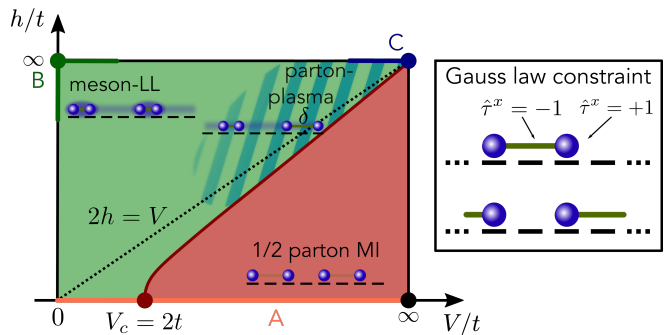 h/t
∞
B
meson-LL
parton-
plasma
δ
C
2h = V
1/2 parton MI
0
V_c = 2t
A
∞
V/t
Gauss law constraint
τ̂^x = −1
τ̂^x = +1